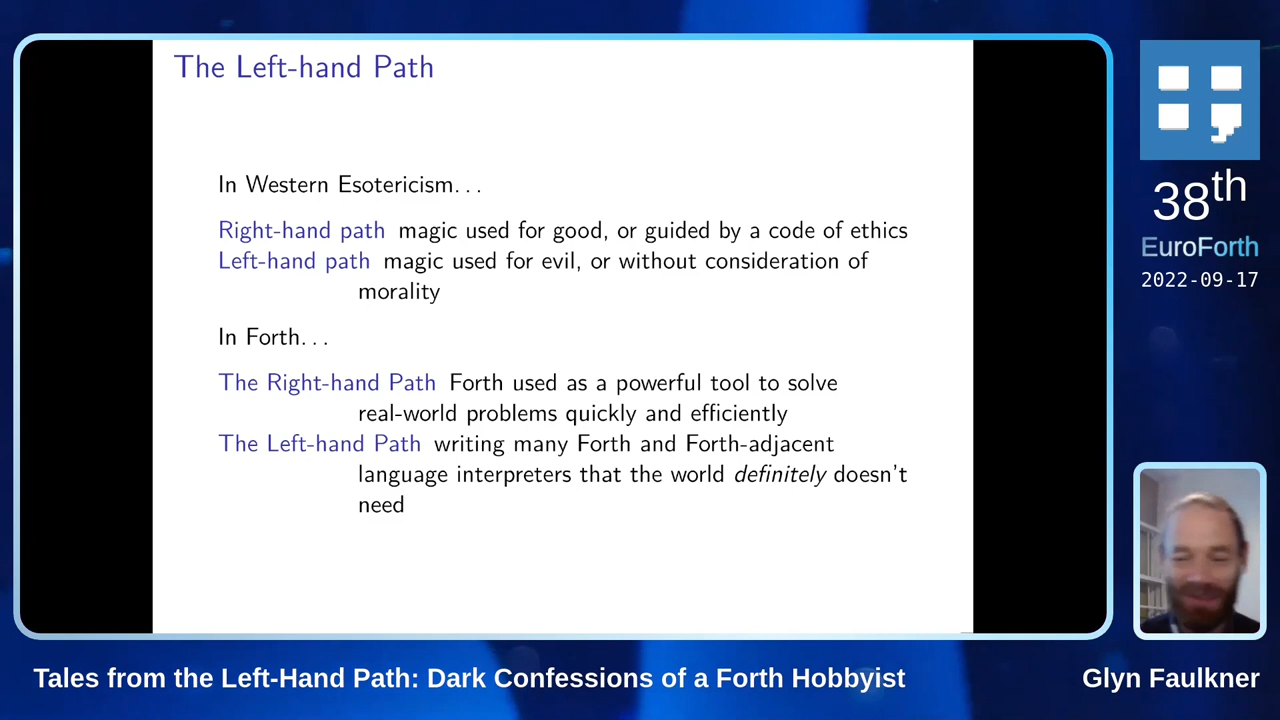 The Left-hand Path
In Western Esotericism. . .
Right-hand path magic used for good, or guided by a code of ethics
Left-hand path magic used for evil, or without consideration of
morality
In Forth. . .
The Right-hand Path Forth used as a powerful tool to solve
real-world problems quickly and efficiently
The Left-hand Path writing many Forth and Forth-adjacent
language interpreters that the world definitely doesn't
need
38th
EuroForth
2022-09-17
Tales from the Left-Hand Path: Dark Confessions of a Forth Hobbyist
Glyn Faulkner